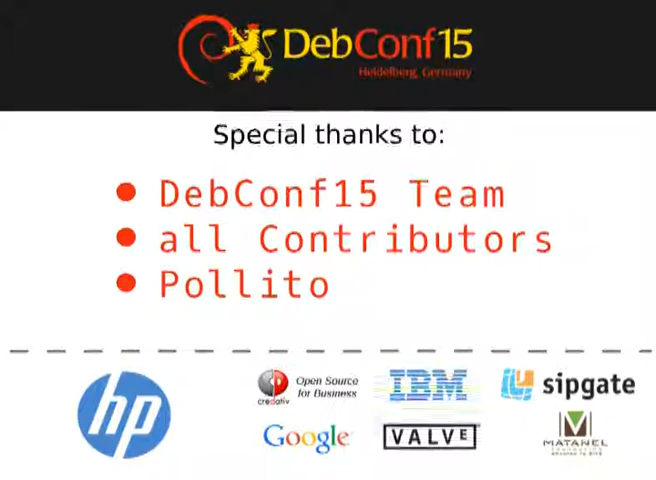 DebConf15
Heidelberg, Germany
Special thanks to:
DebConf15 Team
all Contributors
Pollito
hp
credativ
Open Source
for Business
IBM
sipgate
Google
VALVE
MATANEL